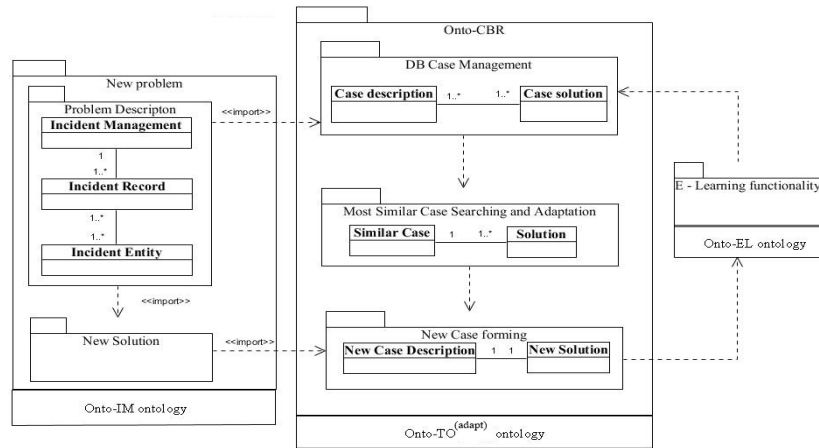 New problem
Problem Descripton
Incident Management
1
1..*
Incident Record
1..*
1..*
Incident Entity
<<import>>
<<import>>
New Solution
<<import>>
Onto-IM ontology
Onto-CBR
DB Case Management
Case description
1..*
1..*
Case solution
Most Similar Case Searching and Adaptation
Similar Case
1
1..*
Solution
New Case forming
New Case Description
1
1
New Solution
Onto-TO(adapt) ontology
E - Learning functionality
Onto-EL ontology